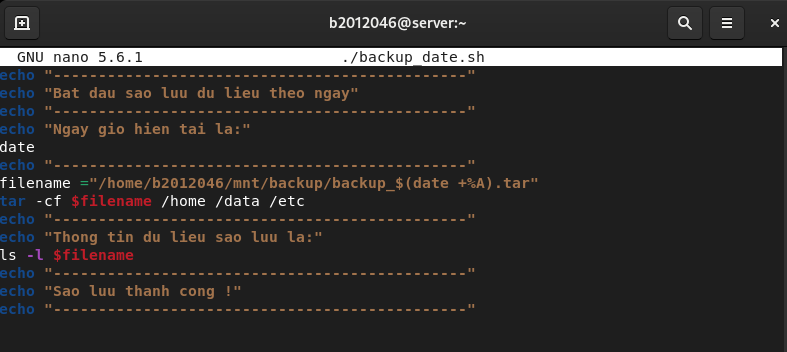 b2012046@server:~
GNU nano 5.6.1 ./backup_date.sh
echo "-----------------------------------------------"
echo "Bat dau sao luu du lieu theo ngay"
echo "-----------------------------------------------"
echo "Ngay gio hien tai la:"
date
echo "-----------------------------------------------"
filename ="/home/b2012046/mnt/backup/backup_$(date +%A).tar"
tar -cf $filename /home /data /etc
echo "-----------------------------------------------"
echo "Thong tin du lieu sao luu la:"
ls -l $filename
echo "-----------------------------------------------"
echo "Sao luu thanh cong !"
echo "-----------------------------------------------"